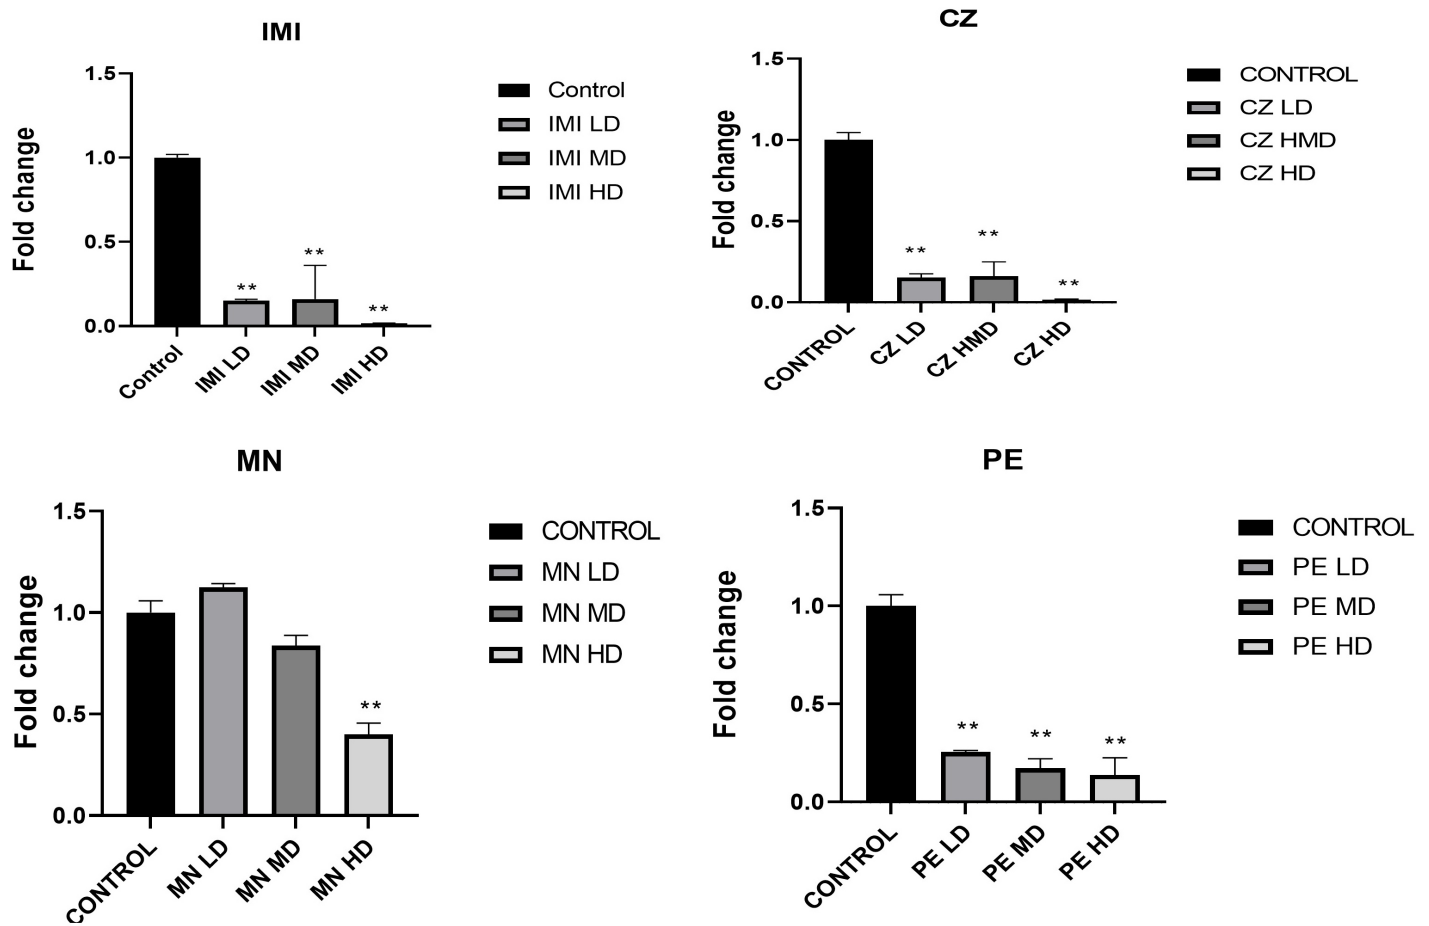 IMI
1.5
1.0
0.5
0.0
Fold change
**
**
**
Control
IMI LD
IMI MD
IMI HD
Control
IMI LD
IMI MD
IMI HD
CZ
1.5
1.0
0.5
0.0
Fold change
**
**
**
CONTROL
CZ LD
CZ HMD
CZ HD
CONTROL
CZ LD
CZ HMD
CZ HD
MN
1.5
1.0
0.5
0.0
Fold change
**
CONTROL
MN LD
MN MD
MN HD
CONTROL
MN LD
MN MD
MN HD
PE
1.5
1.0
0.5
0.0
Fold change
**
**
**
CONTROL
PE LD
PE MD
PE HD
CONTROL
PE LD
PE MD
PE HD